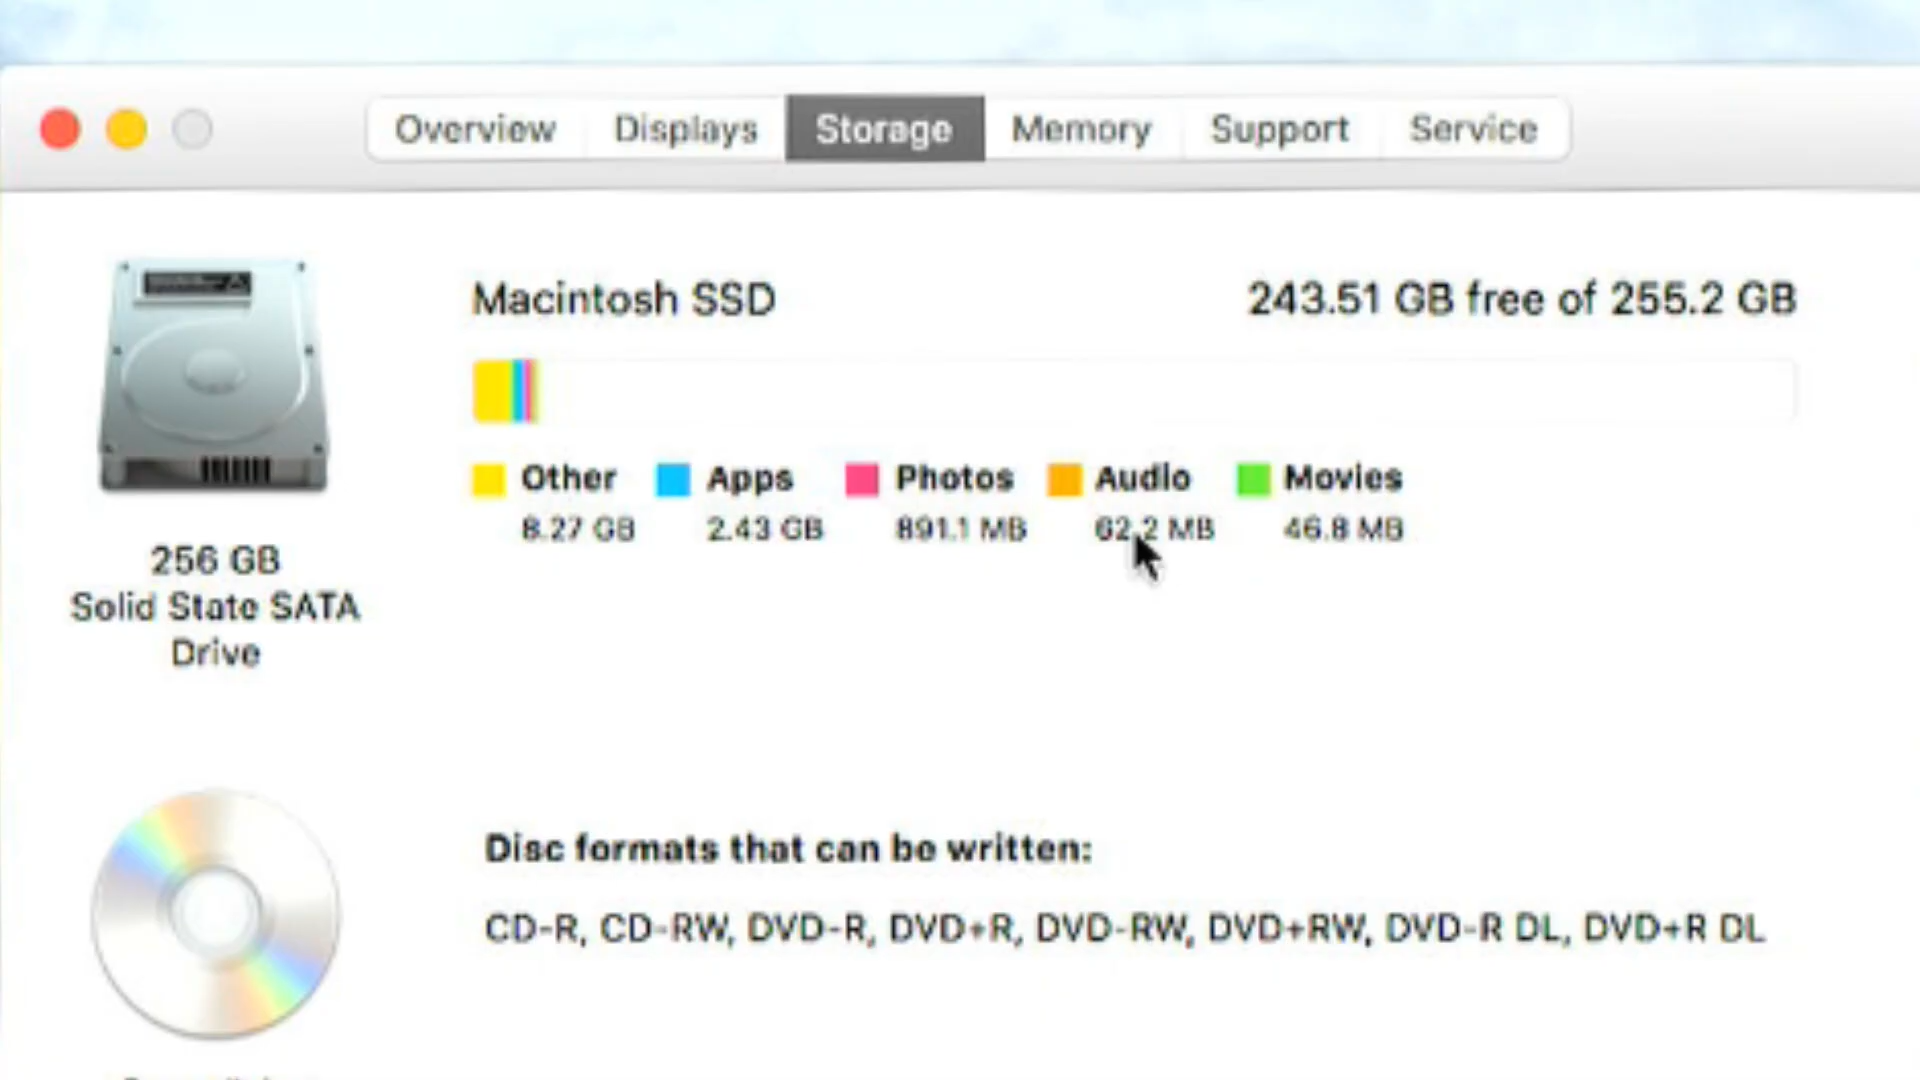 Overview Displays Storage Memory Support Service
Macintosh SSD 243.51 GB free of 255.2 GB
Other Apps Photos Audio Movies
8.27 GB 2.43 GB 891.1 MB 62.2 MB 46.8 MB
256 GB
Solid State SATA
Drive
Disc formats that can be written:
CD-R, CD-RW, DVD-R, DVD+R, DVD-RW, DVD+RW, DVD-R DL, DVD+R DL